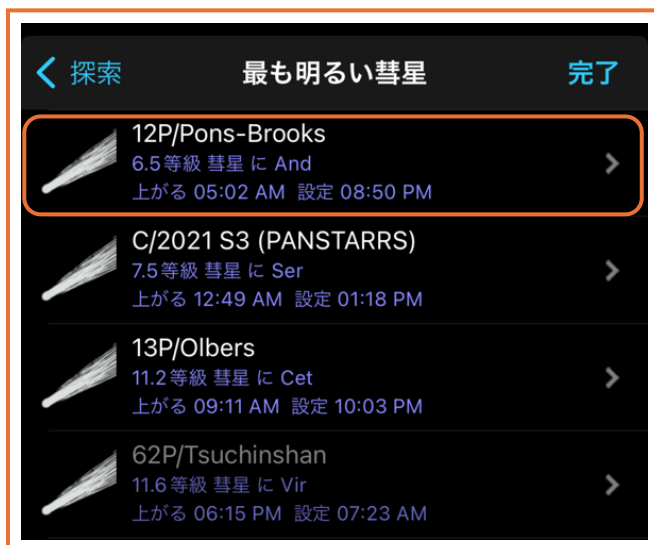 探索
最も明るい彗星
完了
12P/Pons-Brooks
6.5等級 彗星 に And
上がる 05:02 AM 設定 08:50 PM
C/2021 S3 (PANSTARRS)
7.5等級 彗星 に Ser
上がる 12:49 AM 設定 01:18 PM
13P/Olbers
11.2等級 彗星 に Cet
上がる 09:11 AM 設定 10:03 PM
62P/Tsuchinshan
11.6等級 彗星 に Vir
上がる 06:15 PM 設定 07:23 AM